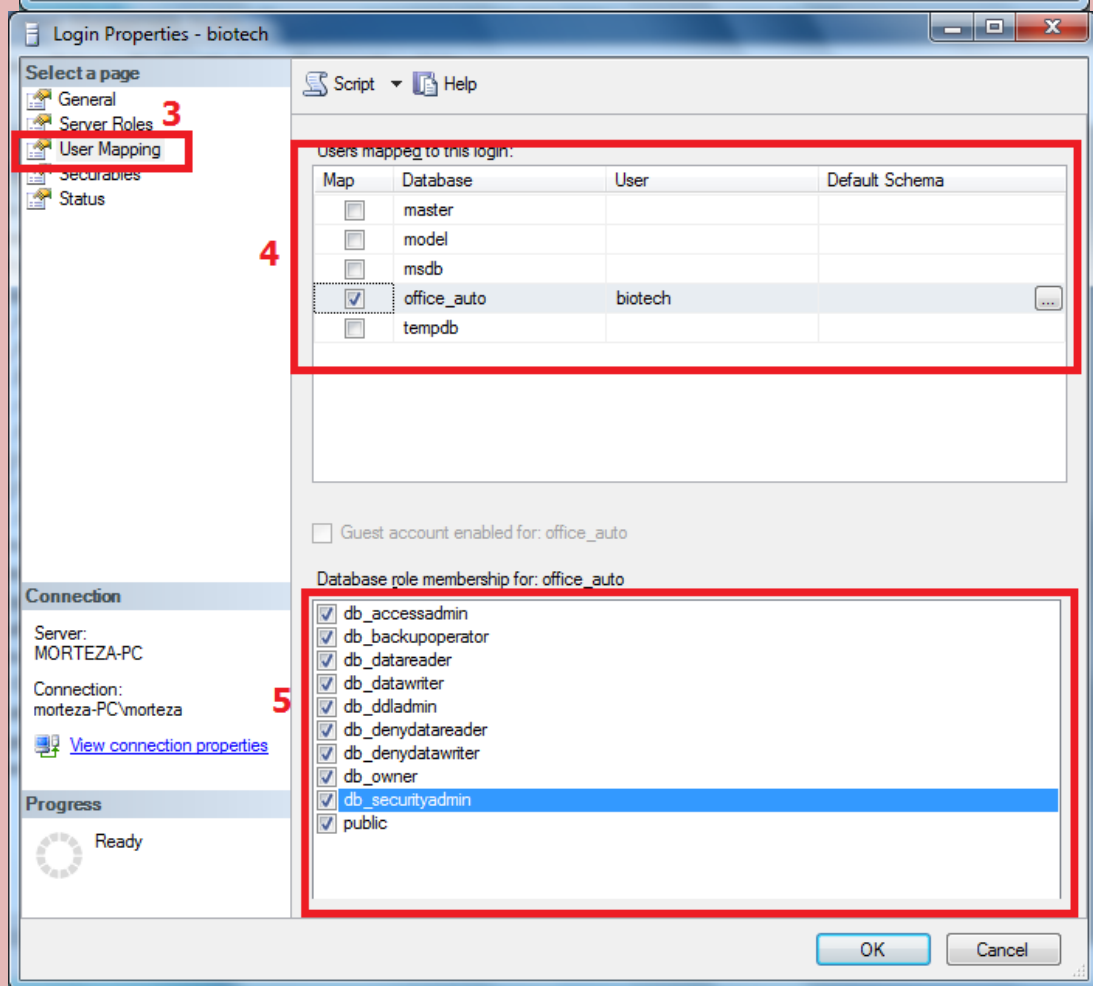 Login Properties - biotech
Select a page
General
Server Roles
3
User Mapping
Securables
Status
Script
Help
Users mapped to this login:
Map Database User Default Schema
master
model
4
msdb
office_auto biotech ...
tempdb
Guest account enabled for: office_auto
Database role membership for: office_auto
db_accessadmin
db_backupoperator
db_datareader
db_datawriter
5
db_ddladmin
db_denydatareader
db_denydatawriter
db_owner
db_securityadmin
public
Connection
Server:
MORTEZA-PC
Connection:
morteza-PC\morteza
View connection properties
Progress
Ready
OK Cancel